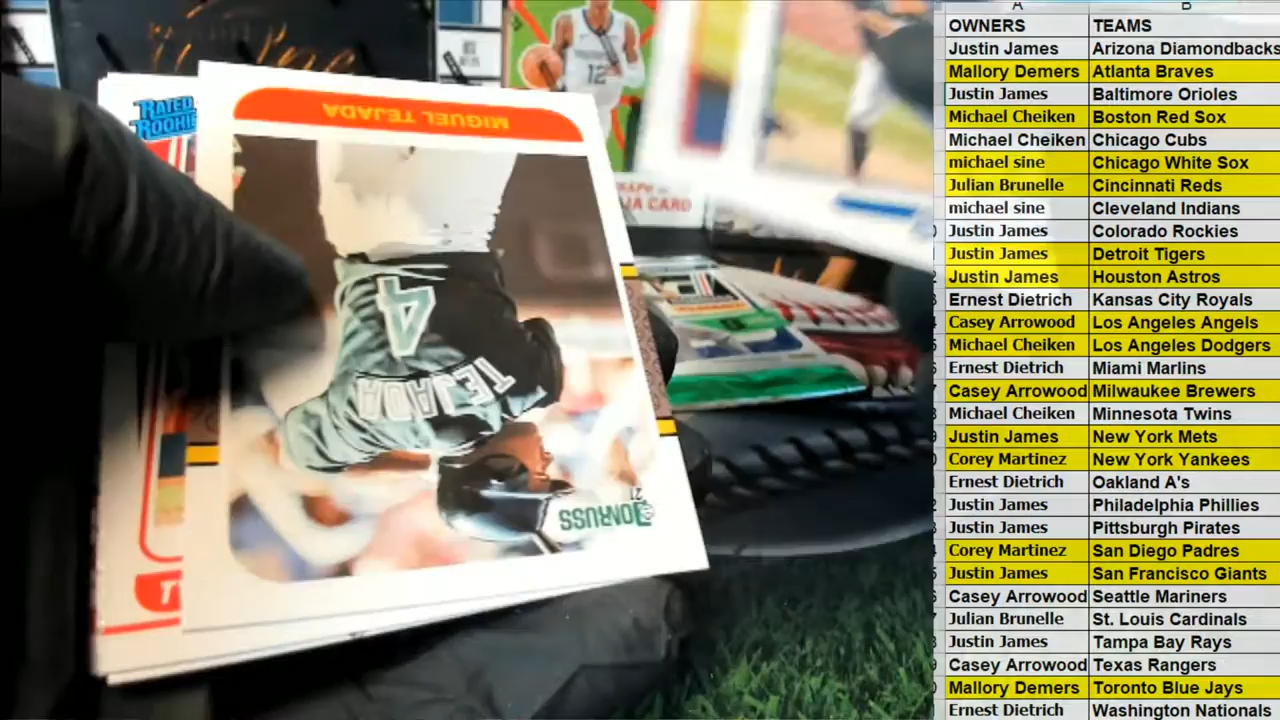 RATED
ROOKIE
MIGUEL TEJADA
4
TEJADA
21
DONRUSS
12
IA CARD
A
B
OWNERS TEAMS
Justin James Arizona Diamondbacks
Mallory Demers Atlanta Braves
Justin James Baltimore Orioles
Michael Cheiken Boston Red Sox
Michael Cheiken Chicago Cubs
michael sine Chicago White Sox
Julian Brunelle Cincinnati Reds
michael sine Cleveland Indians
Justin James Colorado Rockies
Justin James Detroit Tigers
Justin James Houston Astros
Ernest Dietrich Kansas City Royals
Casey Arrowood Los Angeles Angels
Michael Cheiken Los Angeles Dodgers
Ernest Dietrich Miami Marlins
Casey Arrowood Milwaukee Brewers
Michael Cheiken Minnesota Twins
Justin James New York Mets
Corey Martinez New York Yankees
Ernest Dietrich Oakland A's
Justin James Philadelphia Phillies
Justin James Pittsburgh Pirates
Corey Martinez San Diego Padres
Justin James San Francisco Giants
Casey Arrowood Seattle Mariners
Julian Brunelle St. Louis Cardinals
Justin James Tampa Bay Rays
Casey Arrowood Texas Rangers
Mallory Demers Toronto Blue Jays
Ernest Dietrich Washington Nationals